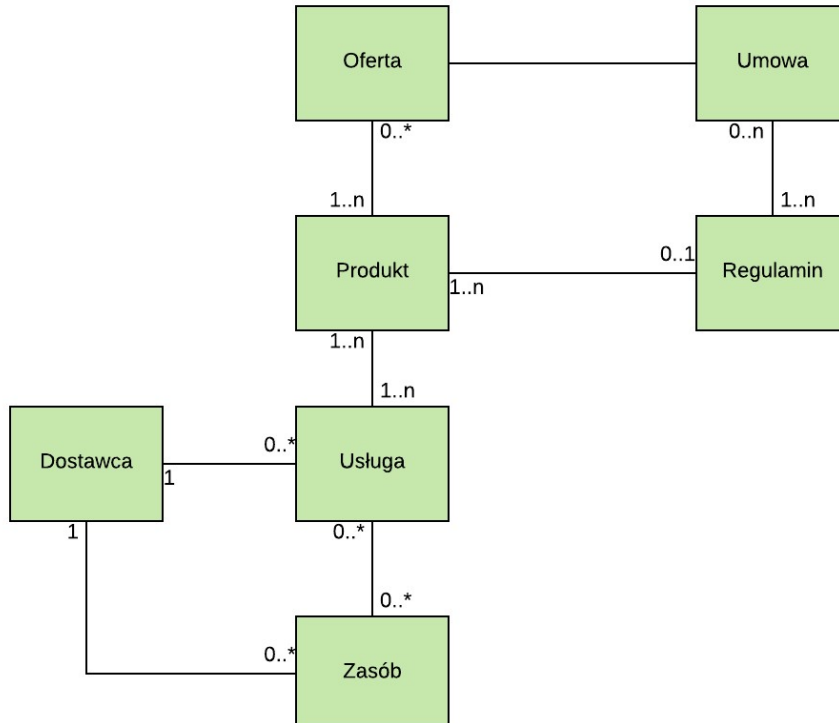 Oferta
Umowa
0..*
0..n
1..n
1..n
Produkt
0..1
Regulamin
1..n
1..n
1..n
Dostawca
0..*
Usługa
1
1
0..*
0..*
0..*
Zasób